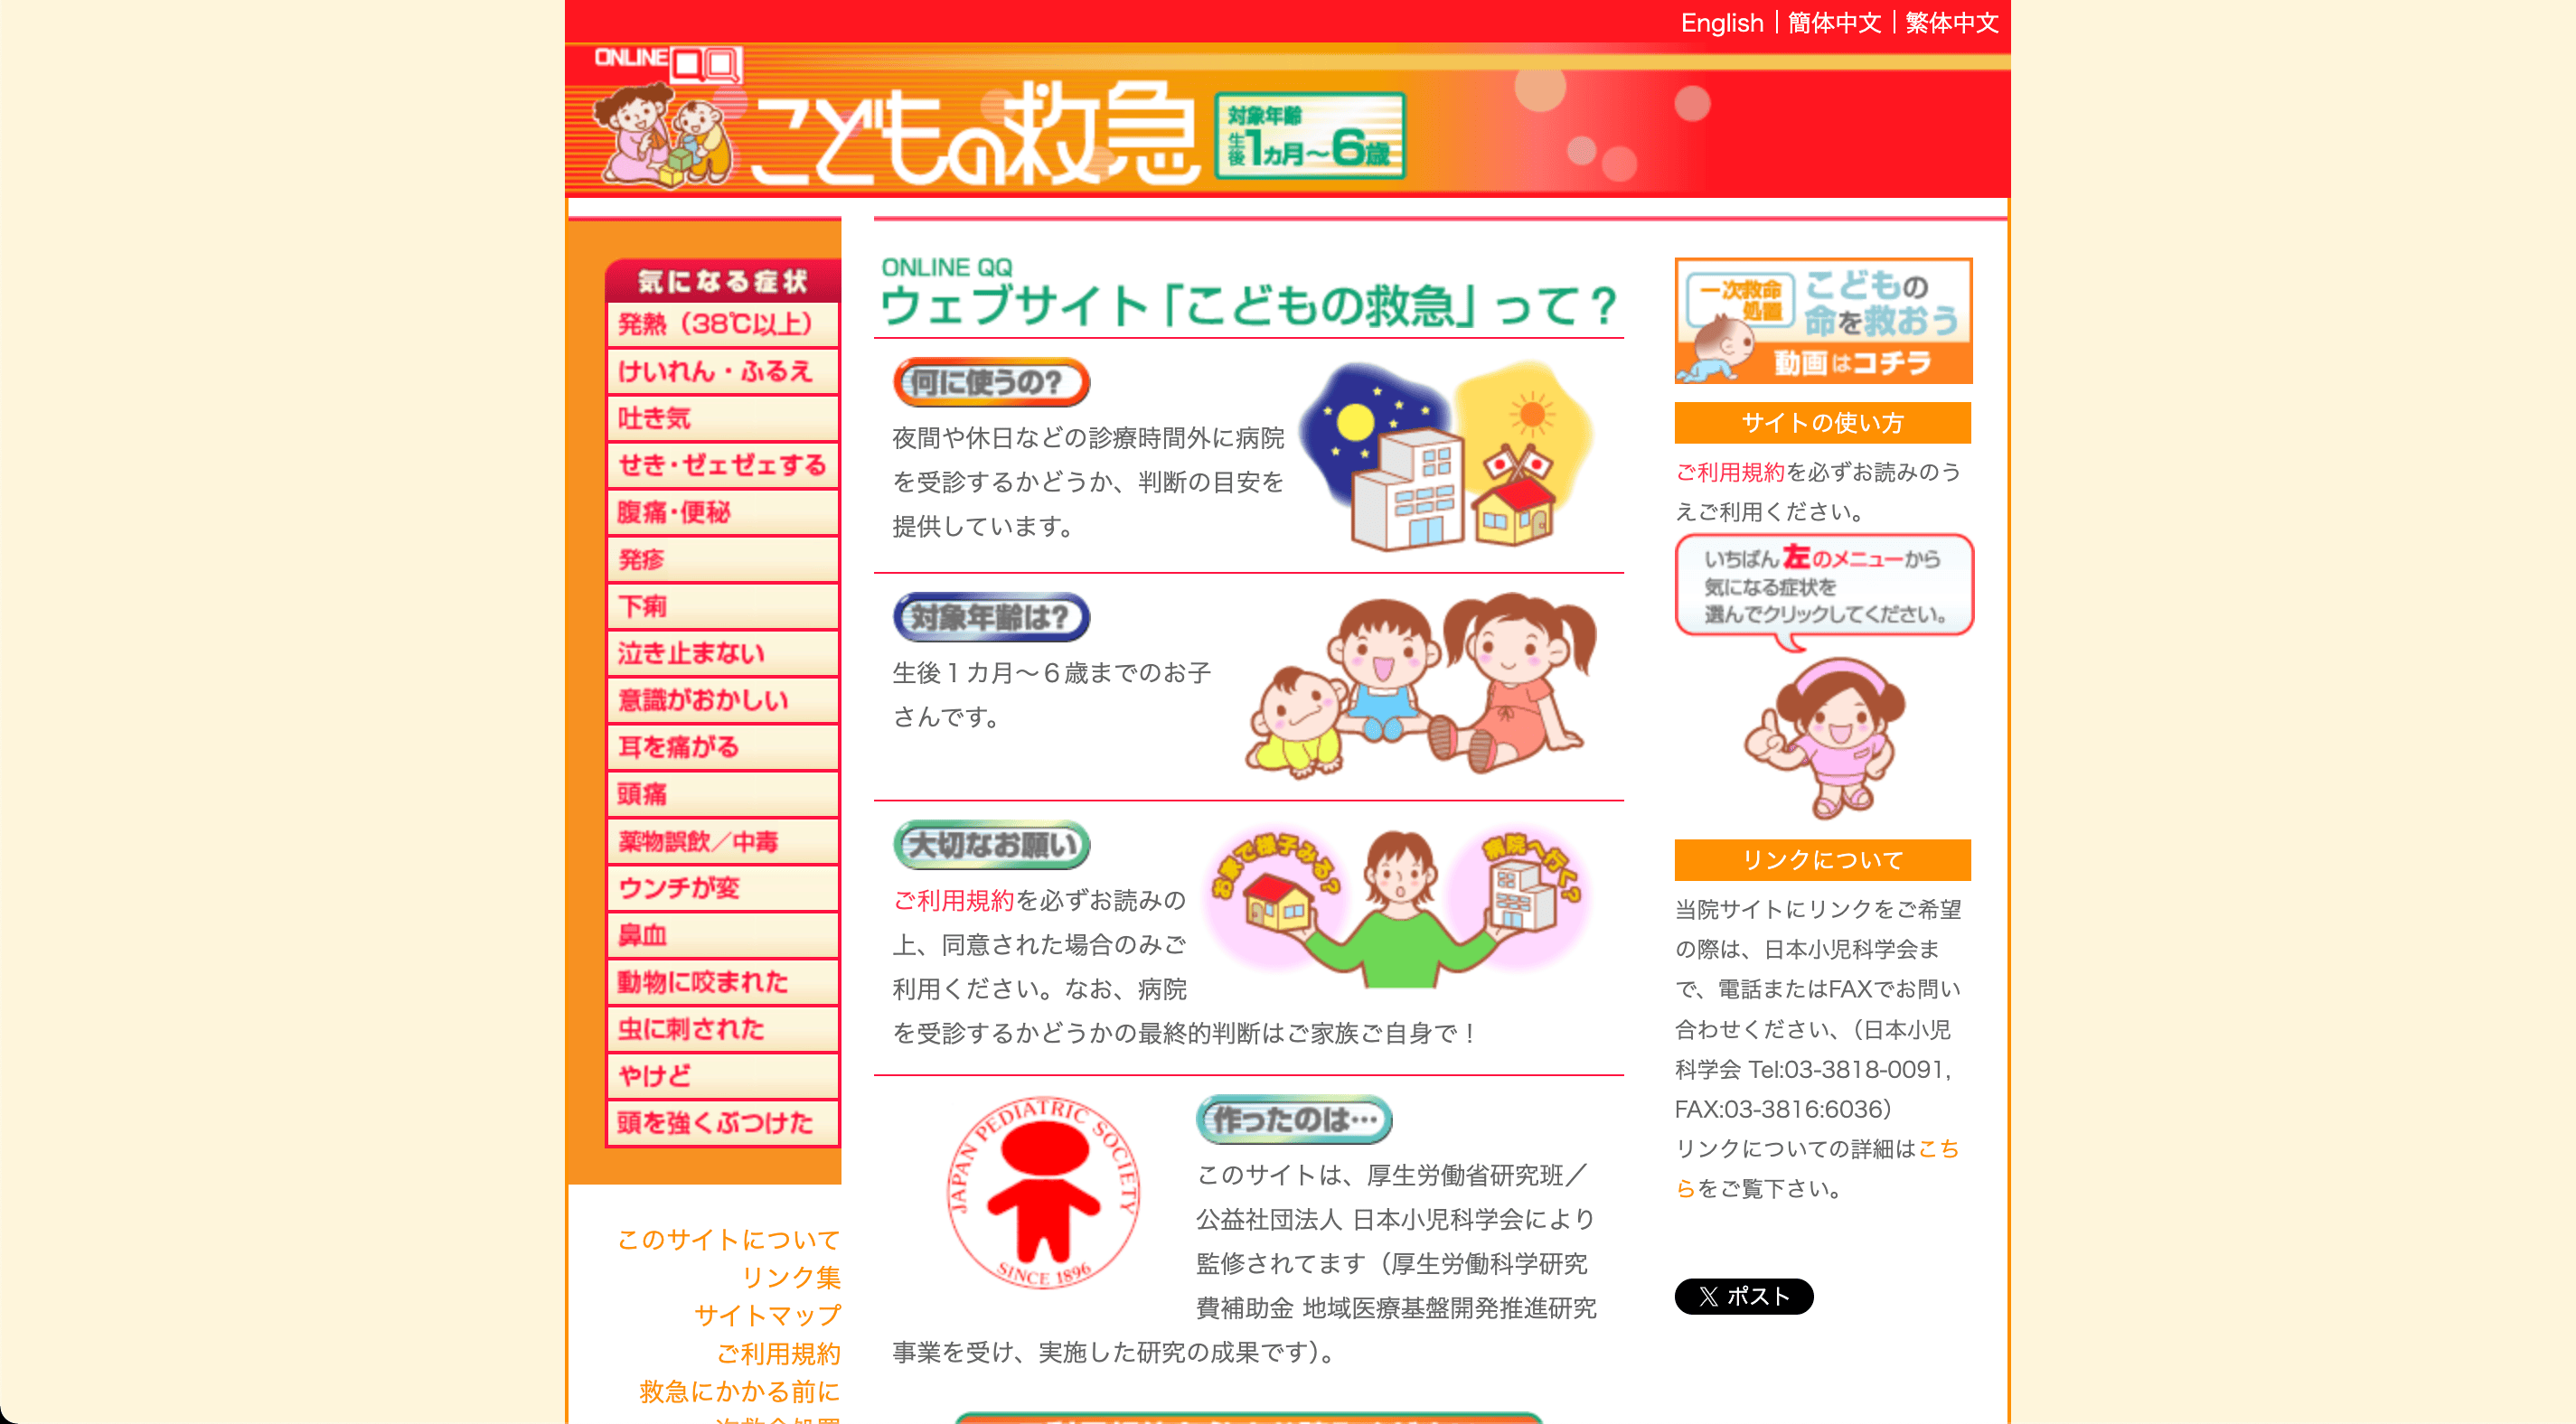 English｜簡体中文｜繁体中文
ONLINE QQ
こどもの救急
対象年齢
生後1ヵ月〜6歳
気になる症状
発熱（38℃以上）
けいれん・ふるえ
吐き気
せき・ゼェゼェする
腹痛・便秘
発疹
下痢
泣き止まない
意識がおかしい
耳を痛がる
頭痛
薬物誤飲／中毒
ウンチが変
鼻血
動物に咬まれた
虫に刺された
やけど
頭を強くぶつけた
このサイトについて
リンク集
サイトマップ
ご利用規約
救急にかかる前に
ONLINE QQ
ウェブサイト「こどもの救急」って？
何に使うの？
夜間や休日などの診療時間外に病院
を受診するかどうか、判断の目安を
提供しています。
対象年齢は？
生後１カ月〜６歳までのお子
さんです。
大切なお願い
お家で様子みる？
病院へ行く？
ご利用規約を必ずお読みの
上、同意された場合のみご
利用ください。なお、病院
を受診するかどうかの最終的判断はご家族ご自身で！
JAPAN PEDIATRIC SOCIETY
SINCE 1896
作ったのは…
このサイトは、厚生労働省研究班／
公益社団法人 日本小児科学会により
監修されてます（厚生労働科学研究
費補助金 地域医療基盤開発推進研究
事業を受け、実施した研究の成果です）。
一次救命
処置
こどもの
命を救おう
動画はコチラ
サイトの使い方
ご利用規約を必ずお読みのう
えご利用ください。
いちばん左のメニューから
気になる症状を
選んでクリックしてください。
リンクについて
当院サイトにリンクをご希望
の際は、日本小児科学会ま
で、電話またはFAXでお問い
合わせください、（日本小児
科学会 Tel:03-3818-0091,
FAX:03-3816:6036）
リンクについての詳細はこち
らをご覧下さい。
𝕏 ポスト